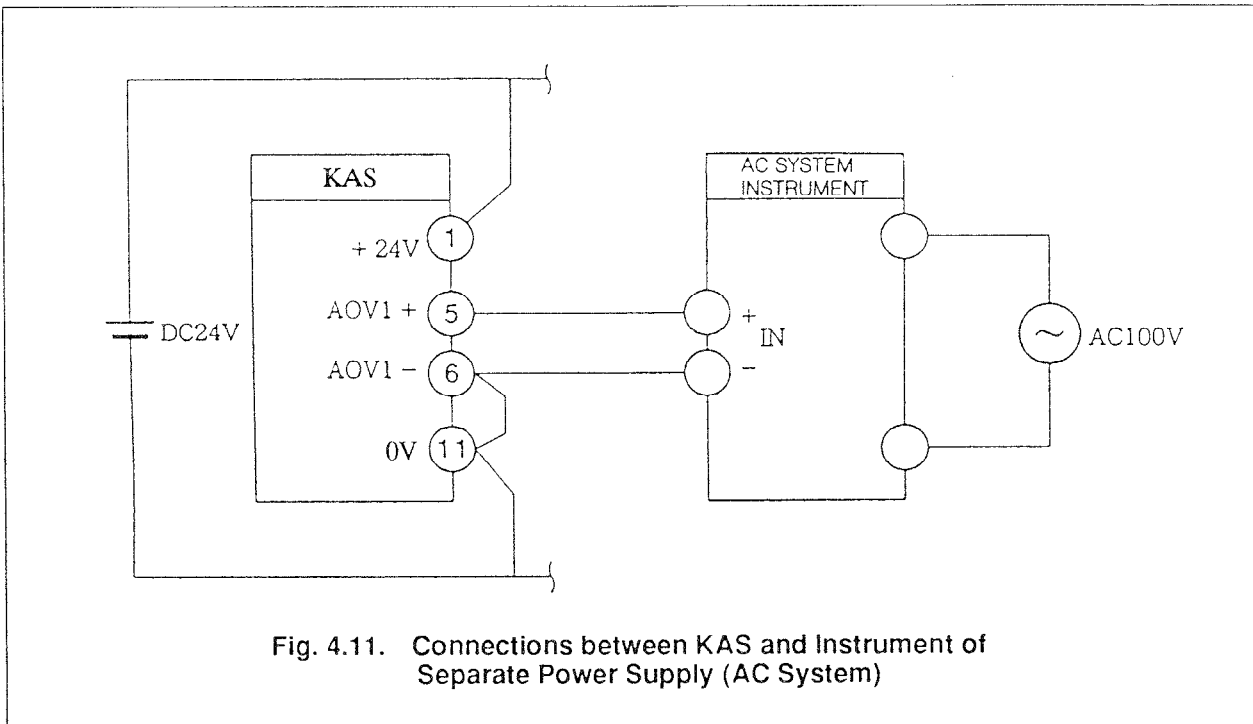 KAS
AC SYSTEM
INSTRUMENT
+ 24V
1
AOV1 +
5
+
IN
DC24V
AC100V
AOV1 −
6
−
0V
11
Fig. 4.11. Connections between KAS and Instrument of
Separate Power Supply (AC System)